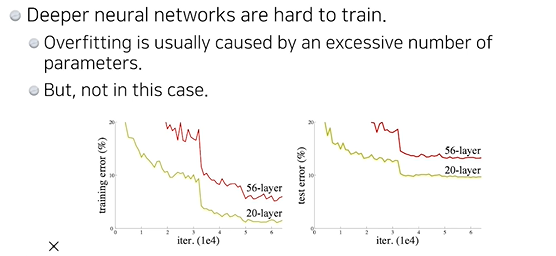 Deeper neural networks are hard to train.
Overfitting is usually caused by an excessive number of
parameters.
But, not in this case.
20
10
0
training error (%)
56-layer
20-layer
0 1 2 3 4 5 6
iter. (1e4)
20
10
0
test error (%)
56-layer
20-layer
0 1 2 3 4 5 6
iter. (1e4)
×